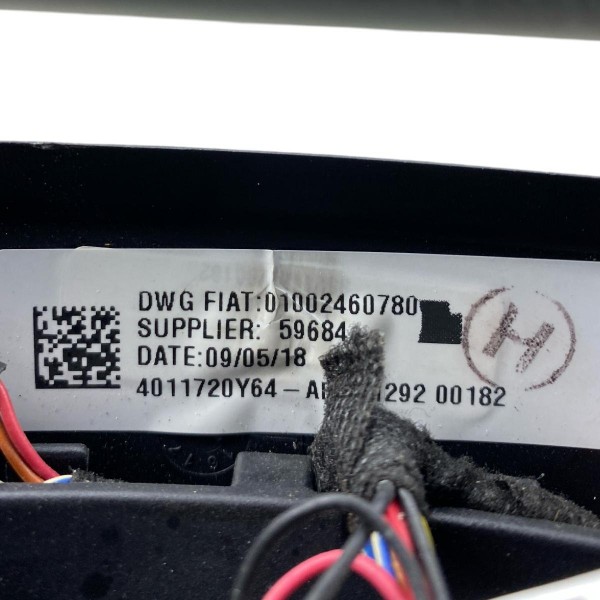 DWG FIAT:01002460780
SUPPLIER: 59684
DATE:09/05/18
4011720Y64-A 292 00182
H